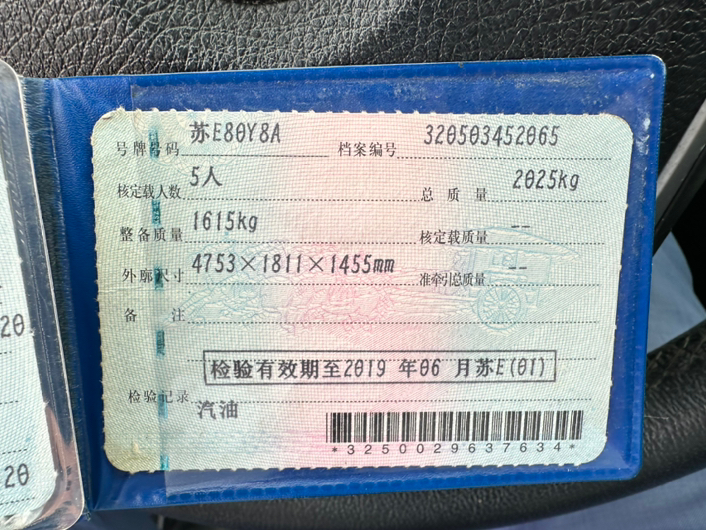 号牌号码 苏E80Y8A 档案编号 320503452065
核定载人数 5人 总质量 2025kg
整备质量 1615kg 核定载质量 --
外廓尺寸 4753×1811×1455mm 准牵引总质量 --
备注
检验有效期至2019 年06 月苏E(01)
检验记录
汽油
*3250029637634*
20
20